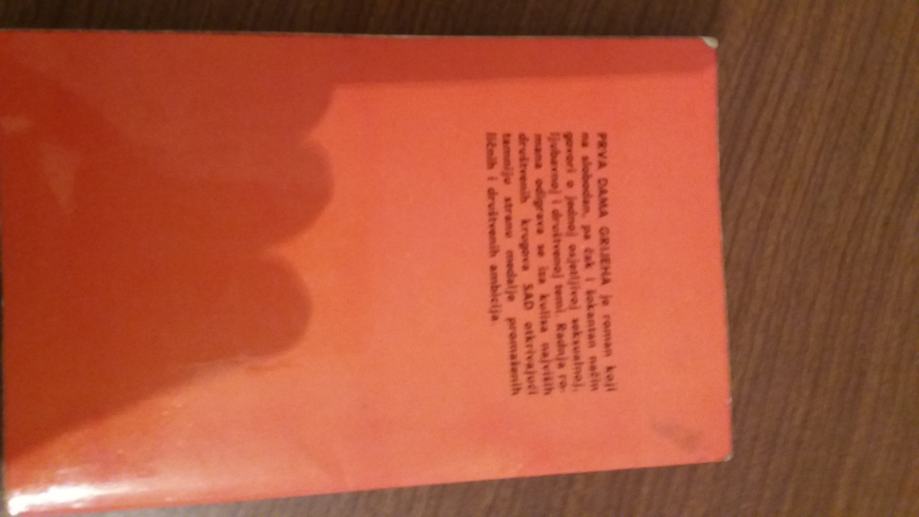 PRVA DAMA GRIJEHA je roman koji
na slobodan, pa čak i šokantan način
govori o jednoj osjetljivoj seksualnoj,
ljubavnoj i društvenoj temi. Radnja ro-
mana odigrava se iza kulisa najviših
društvenih krugova SAD otkrivajući
tamniju stranu medalje promašenih
ličnih i društvenih ambicija.